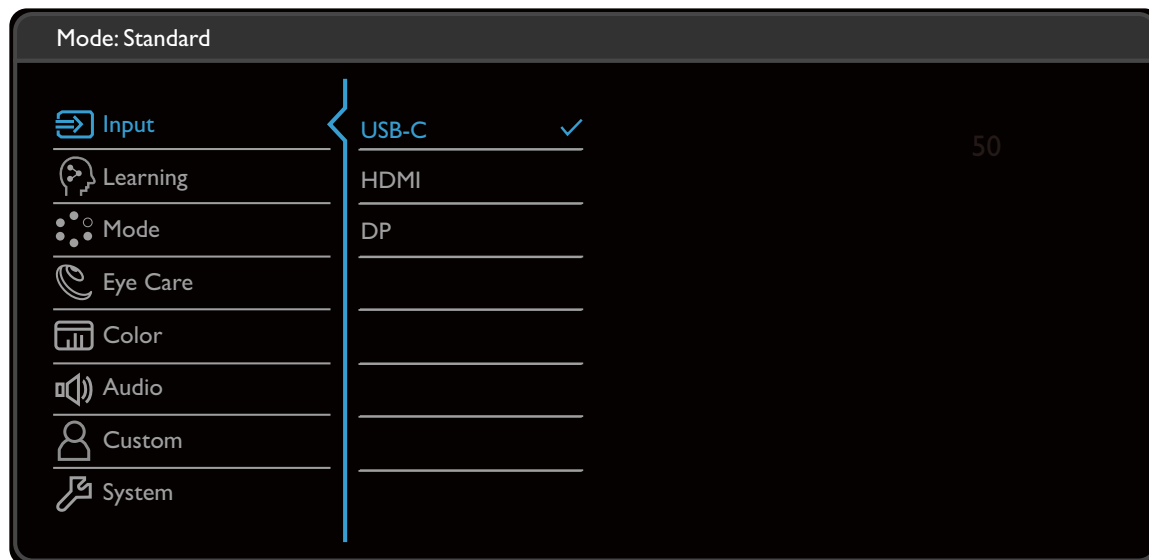 Mode: Standard
Input
Learning
Mode
Eye Care
Color
Audio
Custom
System
USB-C
HDMI
DP
50